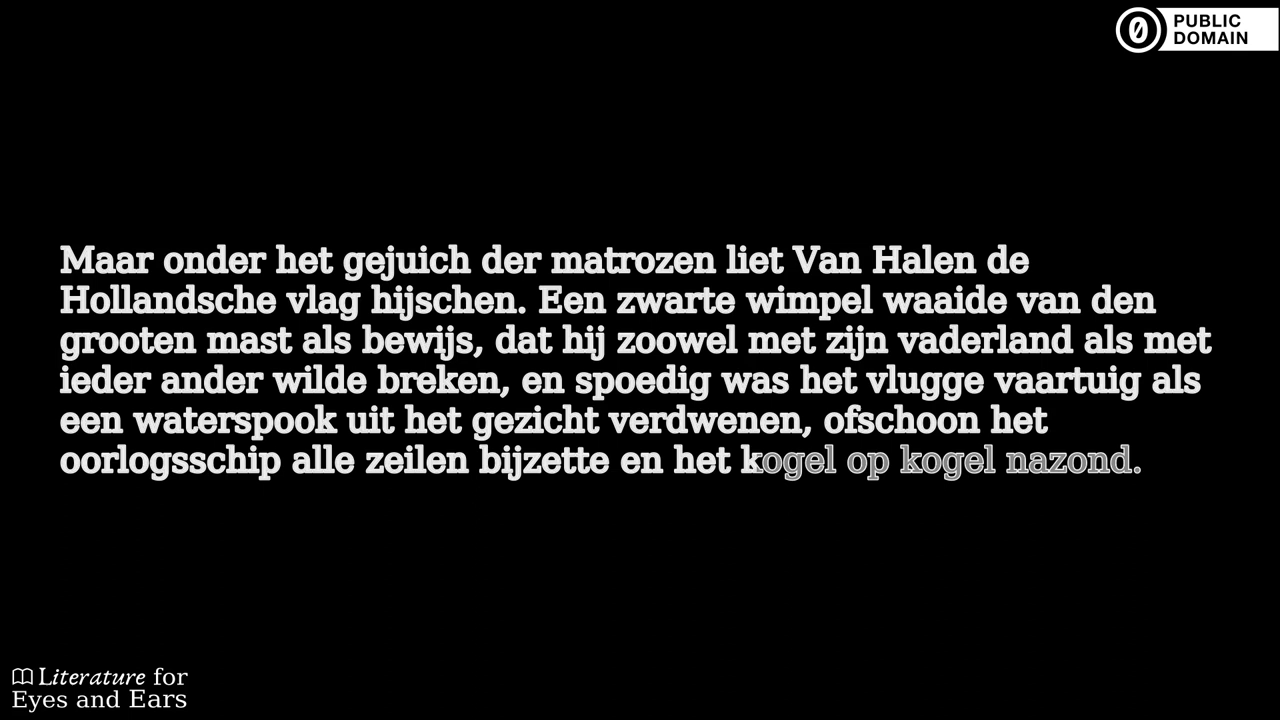 PUBLIC
DOMAIN
Maar onder het gejuich der matrozen liet Van Halen de
Hollandsche vlag hijschen. Een zwarte wimpel waaide van den
grooten mast als bewijs, dat hij zoowel met zijn vaderland als met
ieder ander wilde breken, en spoedig was het vlugge vaartuig als
een waterspook uit het gezicht verdwenen, ofschoon het
oorlogsschip alle zeilen bijzette en het kogel op kogel nazond.
Literature for
Eyes and Ears